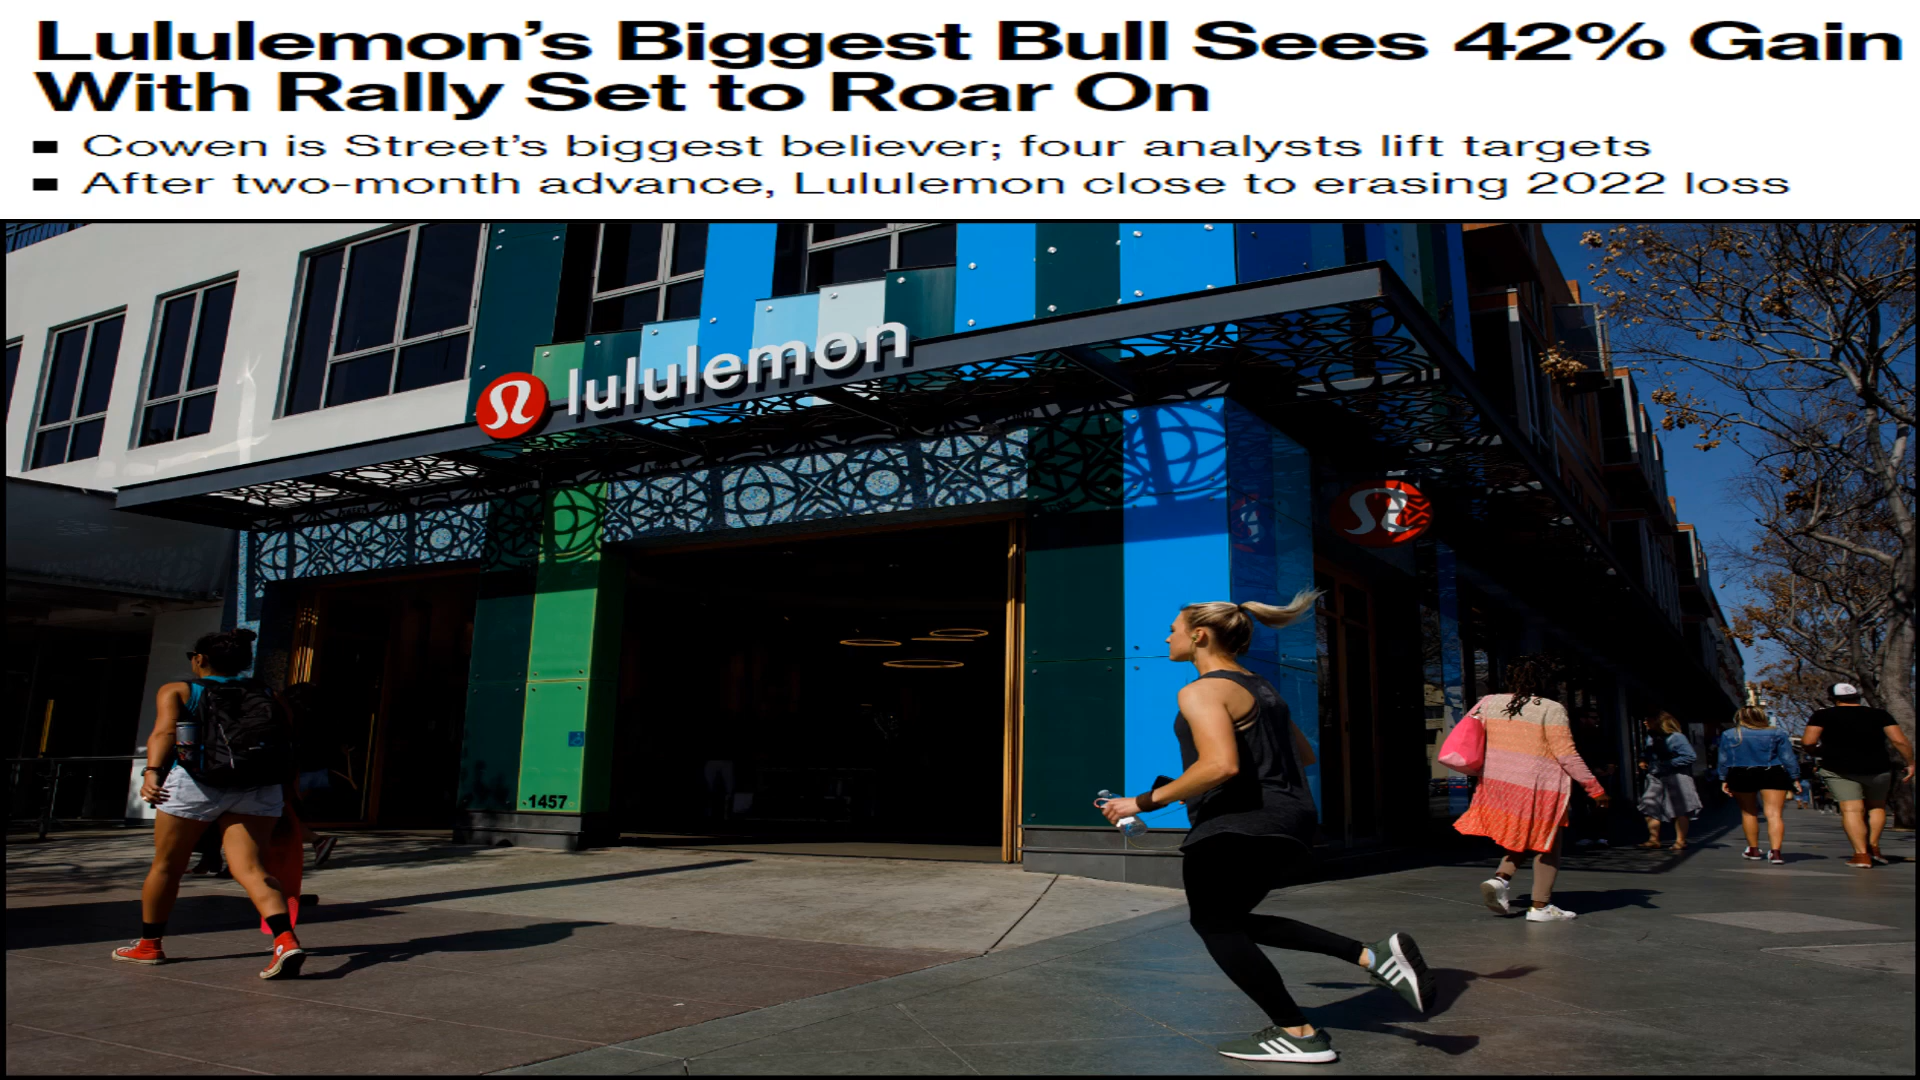 Lululemon’s Biggest Bull Sees 42% Gain
With Rally Set to Roar On
▪ Cowen is Street’s biggest believer; four analysts lift targets
▪ After two-month advance, Lululemon close to erasing 2022 loss
lululemon
1457